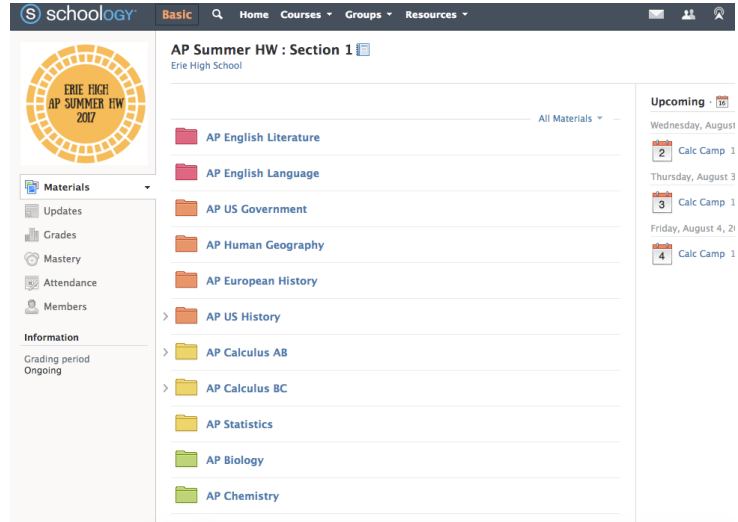 S schoology
Basic
Home Courses Groups Resources
ERIE HIGH
AP SUMMER HW
2017
Materials
Updates
Grades
Mastery
Attendance
Members
Information
Grading period
Ongoing
AP Summer HW : Section 1
Erie High School
All Materials
AP English Literature
AP English Language
AP US Government
AP Human Geography
AP European History
AP US History
AP Calculus AB
AP Calculus BC
AP Statistics
AP Biology
AP Chemistry
Upcoming · 16
Wednesday, August
2 Calc Camp 1
Thursday, August 3
3 Calc Camp 1
Friday, August 4, 20
4 Calc Camp 1